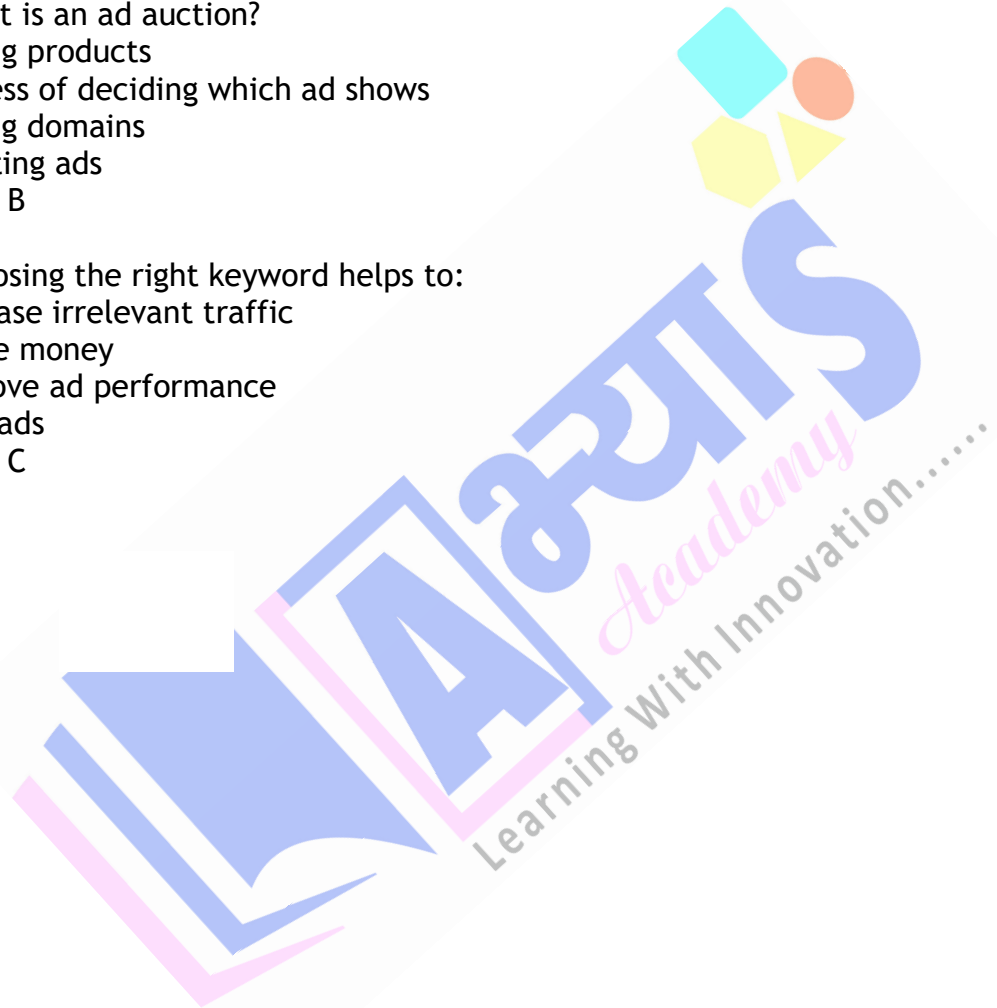 t is an ad auction?
g products
ess of deciding which ad shows
g domains
ting ads
B
osing the right keyword helps to:
ase irrelevant traffic
e money
ove ad performance
ads
C
Aभ्याS
Academy
Learning With Innovation......